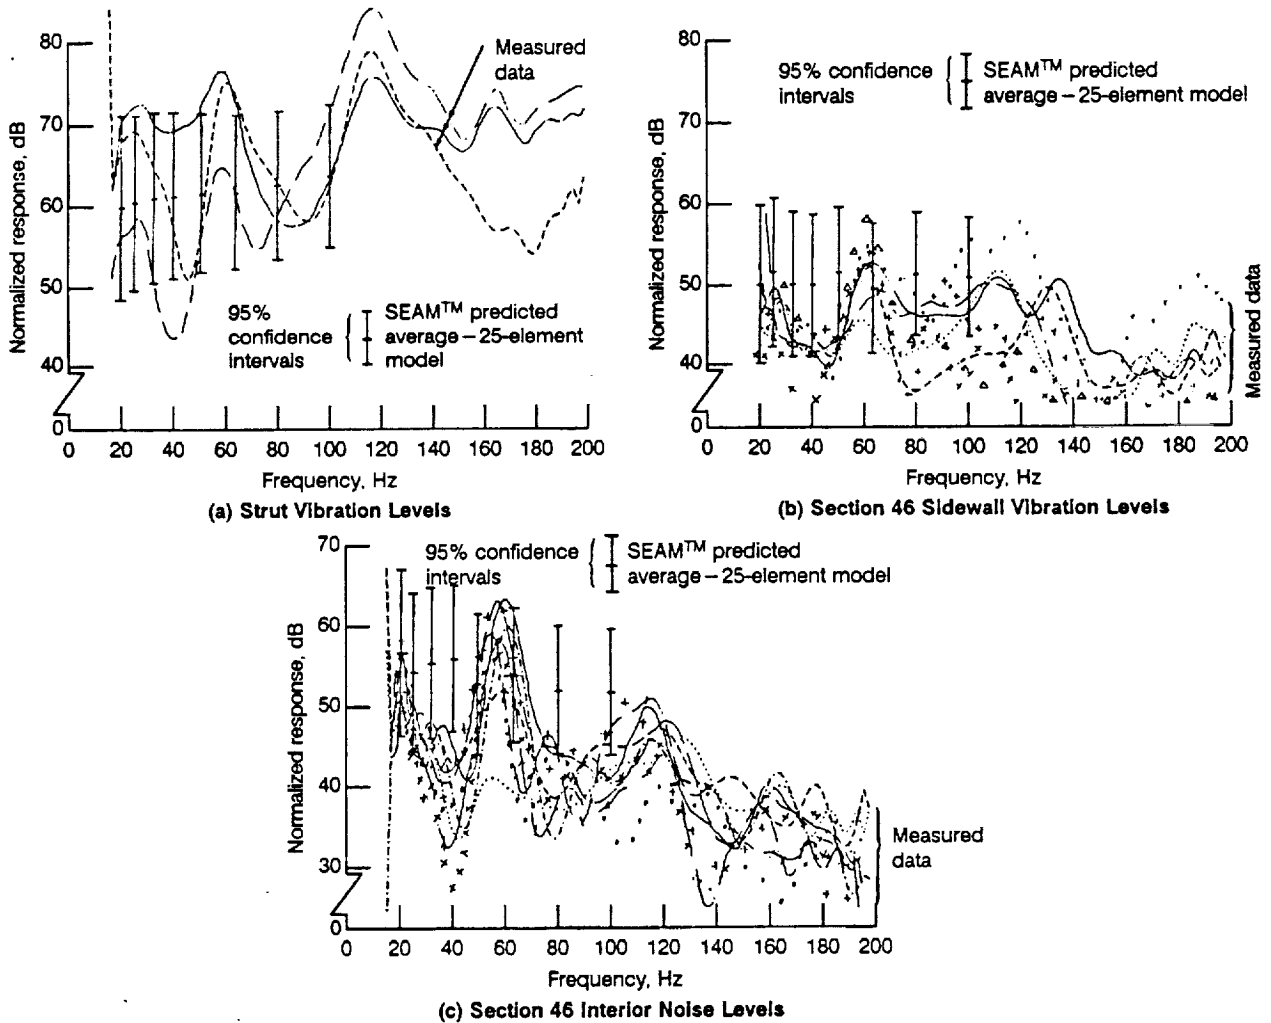 80
70
60
50
40
0
Normalized response, dB
Measured
data
95%
confidence
intervals
SEAM™ predicted
average – 25-element
model
0 20 40 60 80 100 120 140 160 180 200
Frequency, Hz
(a) Strut Vibration Levels
80
70
60
50
40
0
Normalized response, dB
95% confidence
intervals
SEAM™ predicted
average – 25-element model
Measured data
0 20 40 60 80 100 120 140 160 180 200
Frequency, Hz
(b) Section 46 Sidewall Vibration Levels
70
60
50
40
30
0
Normalized response, dB
95% confidence
intervals
SEAM™ predicted
average – 25-element model
Measured
data
0 20 40 60 80 100 120 140 160 180 200
Frequency, Hz
(c) Section 46 Interior Noise Levels